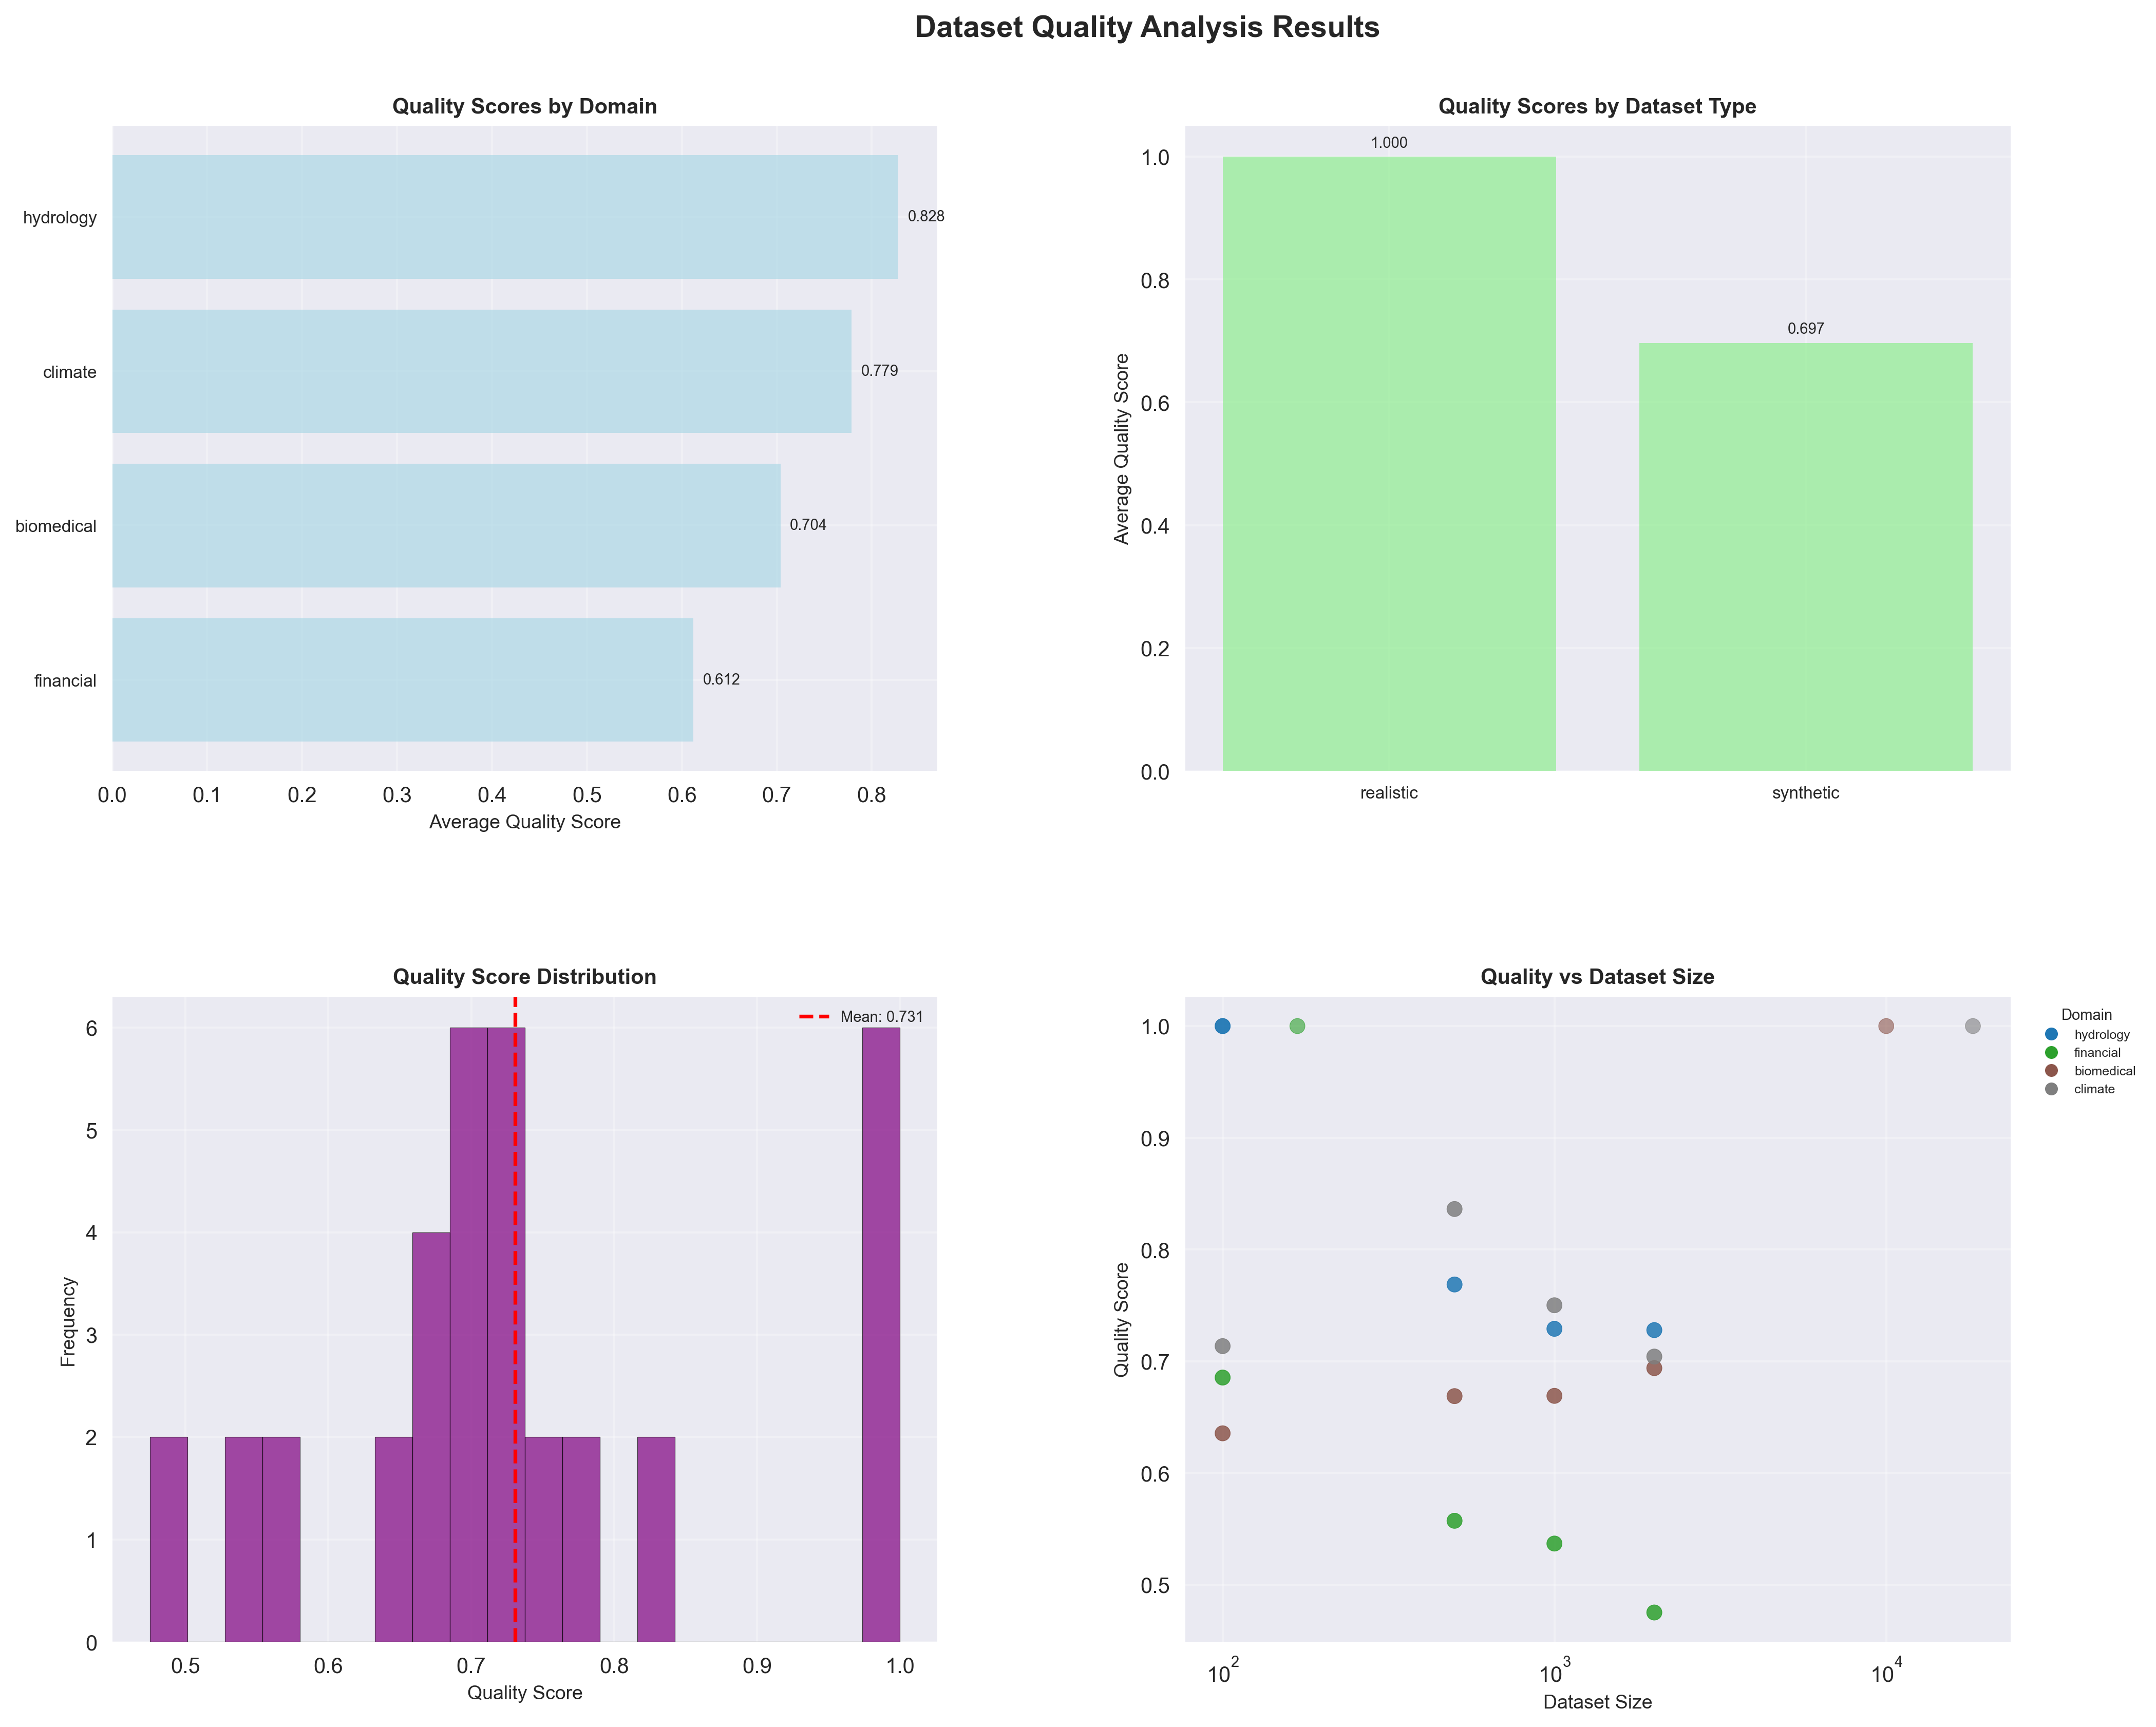 Dataset Quality Analysis Results
Quality Scores by Domain
hydrology
climate
biomedical
financial
0.828
0.779
0.704
0.612
0.0 0.1 0.2 0.3 0.4 0.5 0.6 0.7 0.8
Average Quality Score
Quality Scores by Dataset Type
Average Quality Score
1.0
0.8
0.6
0.4
0.2
0.0
1.000
0.697
realistic synthetic
Quality Score Distribution
Frequency
6
5
4
3
2
1
0
Mean: 0.731
0.5 0.6 0.7 0.8 0.9 1.0
Quality Score
Quality vs Dataset Size
Quality Score
1.0
0.9
0.8
0.7
0.6
0.5
10² 10³ 10⁴
Dataset Size
Domain
hydrology
financial
biomedical
climate